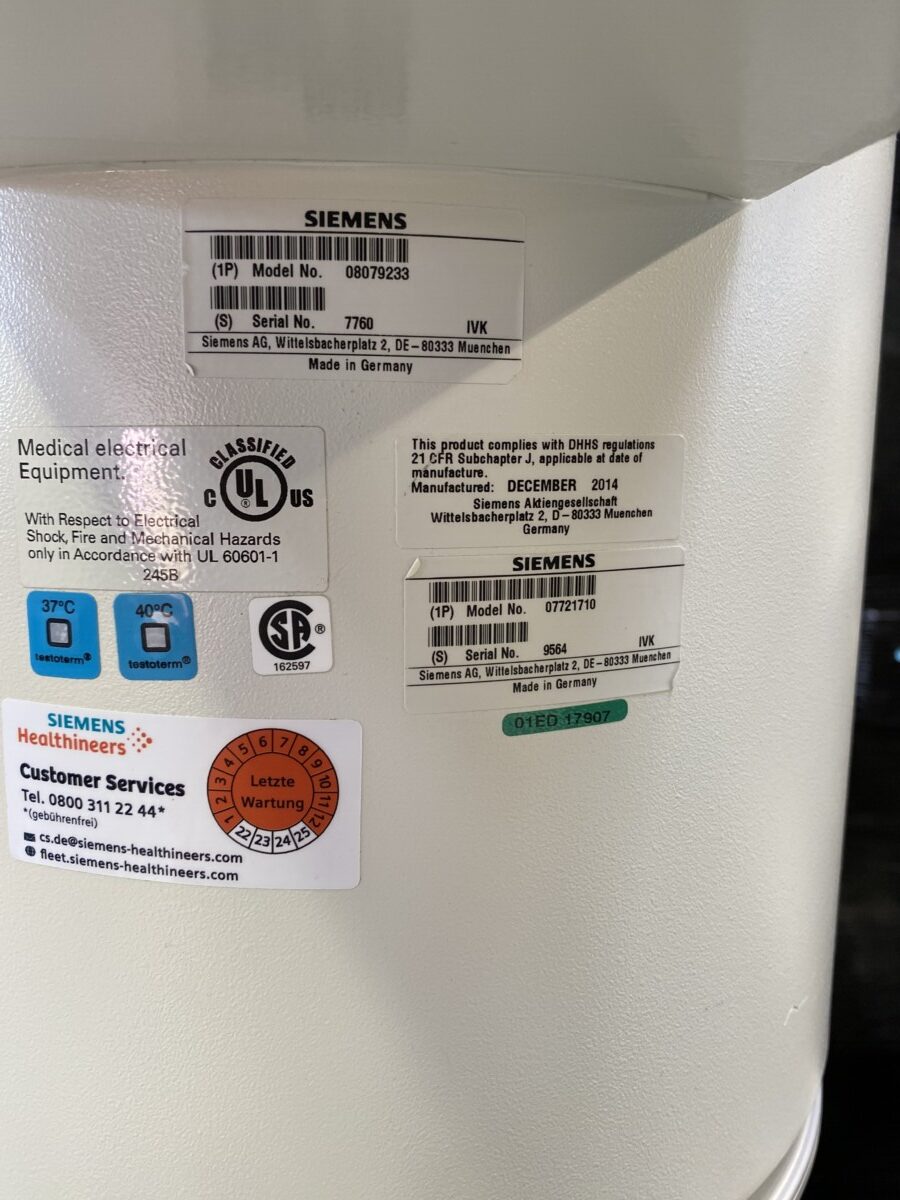 SIEMENS
(1P) Model No. 08079233
(S) Serial No. 7760 IVK
Siemens AG, Wittelsbacherplatz 2, DE-80333 Muenchen
Made in Germany
Medical electrical
Equipment.
CLASSIFIED
C UL ® US
With Respect to Electrical
Shock, Fire and Mechanical Hazards
only in Accordance with UL 60601-1
245B
This product complies with DHHS regulations
21 CFR Subchapter J, applicable at date of
manufacture.
Manufactured: DECEMBER 2014
Siemens Aktiengesellschaft
Wittelsbacherplatz 2, D-80333 Muenchen
Germany
SIEMENS
(1P) Model No. 07721710
(S) Serial No. 9564 IVK
Siemens AG, Wittelsbacherplatz 2, DE-80333 Muenchen
Made in Germany
01ED 17907
37°C
testoterm®
40°C
testoterm®
SA ®
162597
SIEMENS
Healthineers
Customer Services
Tel. 0800 311 22 44*
*(gebührenfrei)
cs.de@siemens-healthineers.com
fleet.siemens-healthineers.com
1 2 3 4 5 6 7 8 9 10 11 12
Letzte
Wartung
22 23 24 25